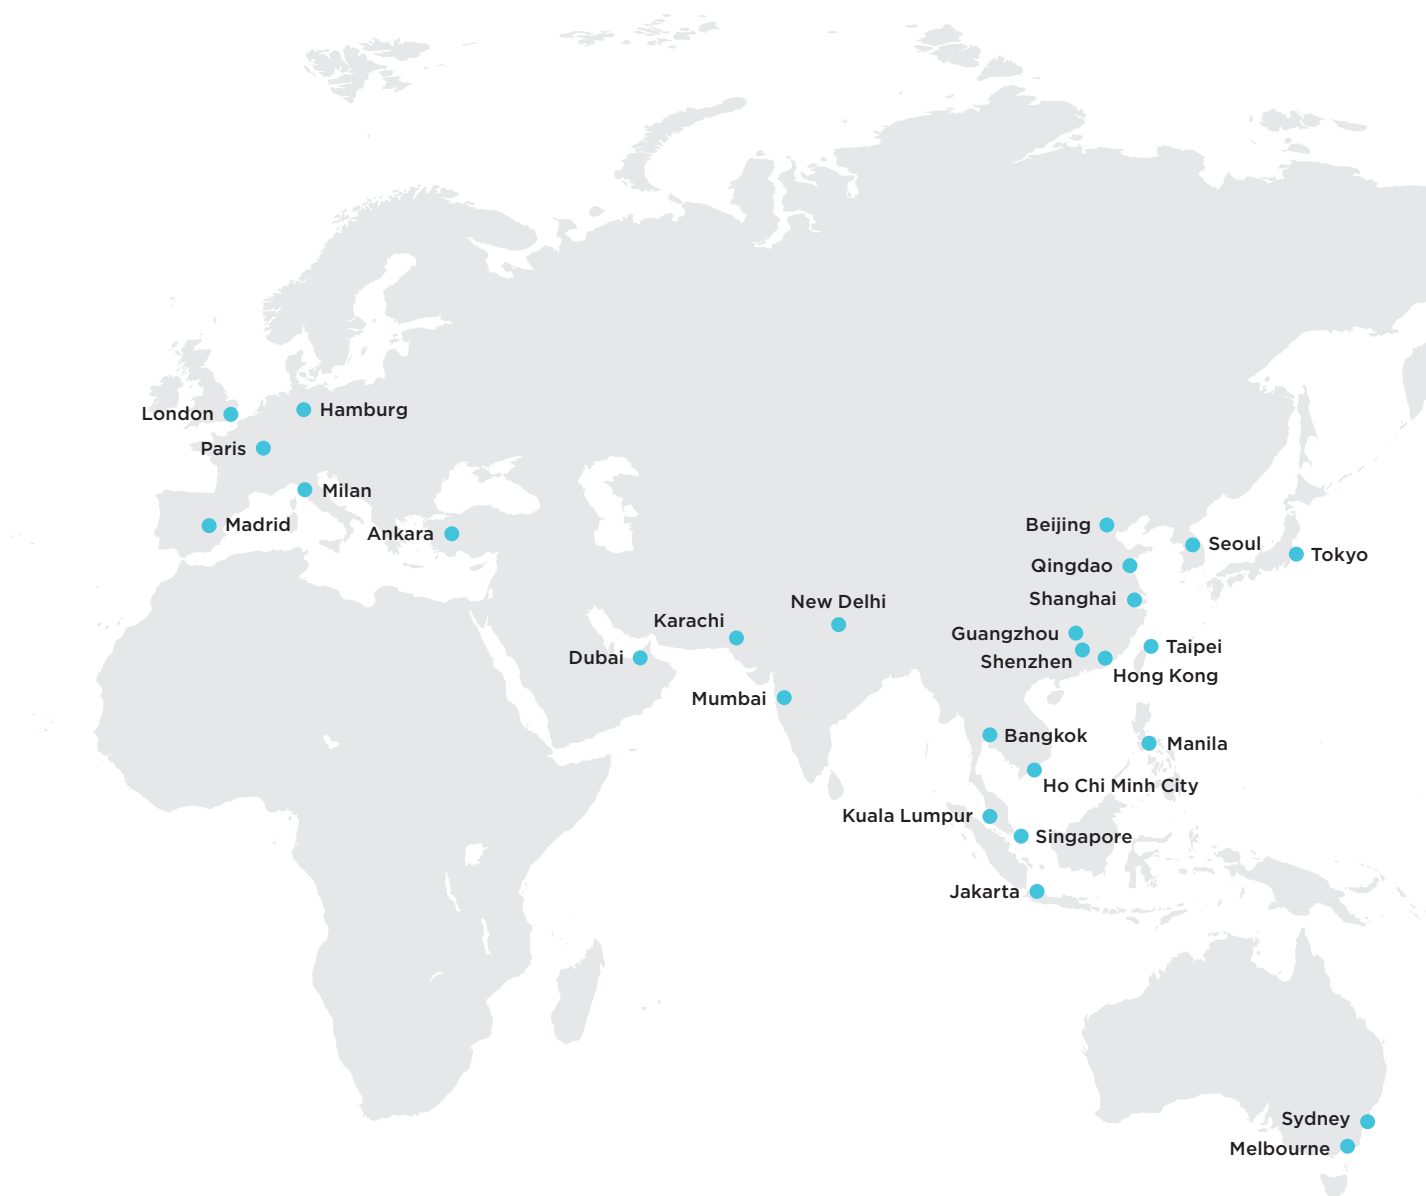 London
Hamburg
Paris
Milan
Madrid
Ankara
Beijing
Seoul
Tokyo
Qingdao
Shanghai
New Delhi
Karachi
Guangzhou
Taipei
Dubai
Shenzhen
Hong Kong
Mumbai
Bangkok
Manila
Ho Chi Minh City
Kuala Lumpur
Singapore
Jakarta
Sydney
Melbourne